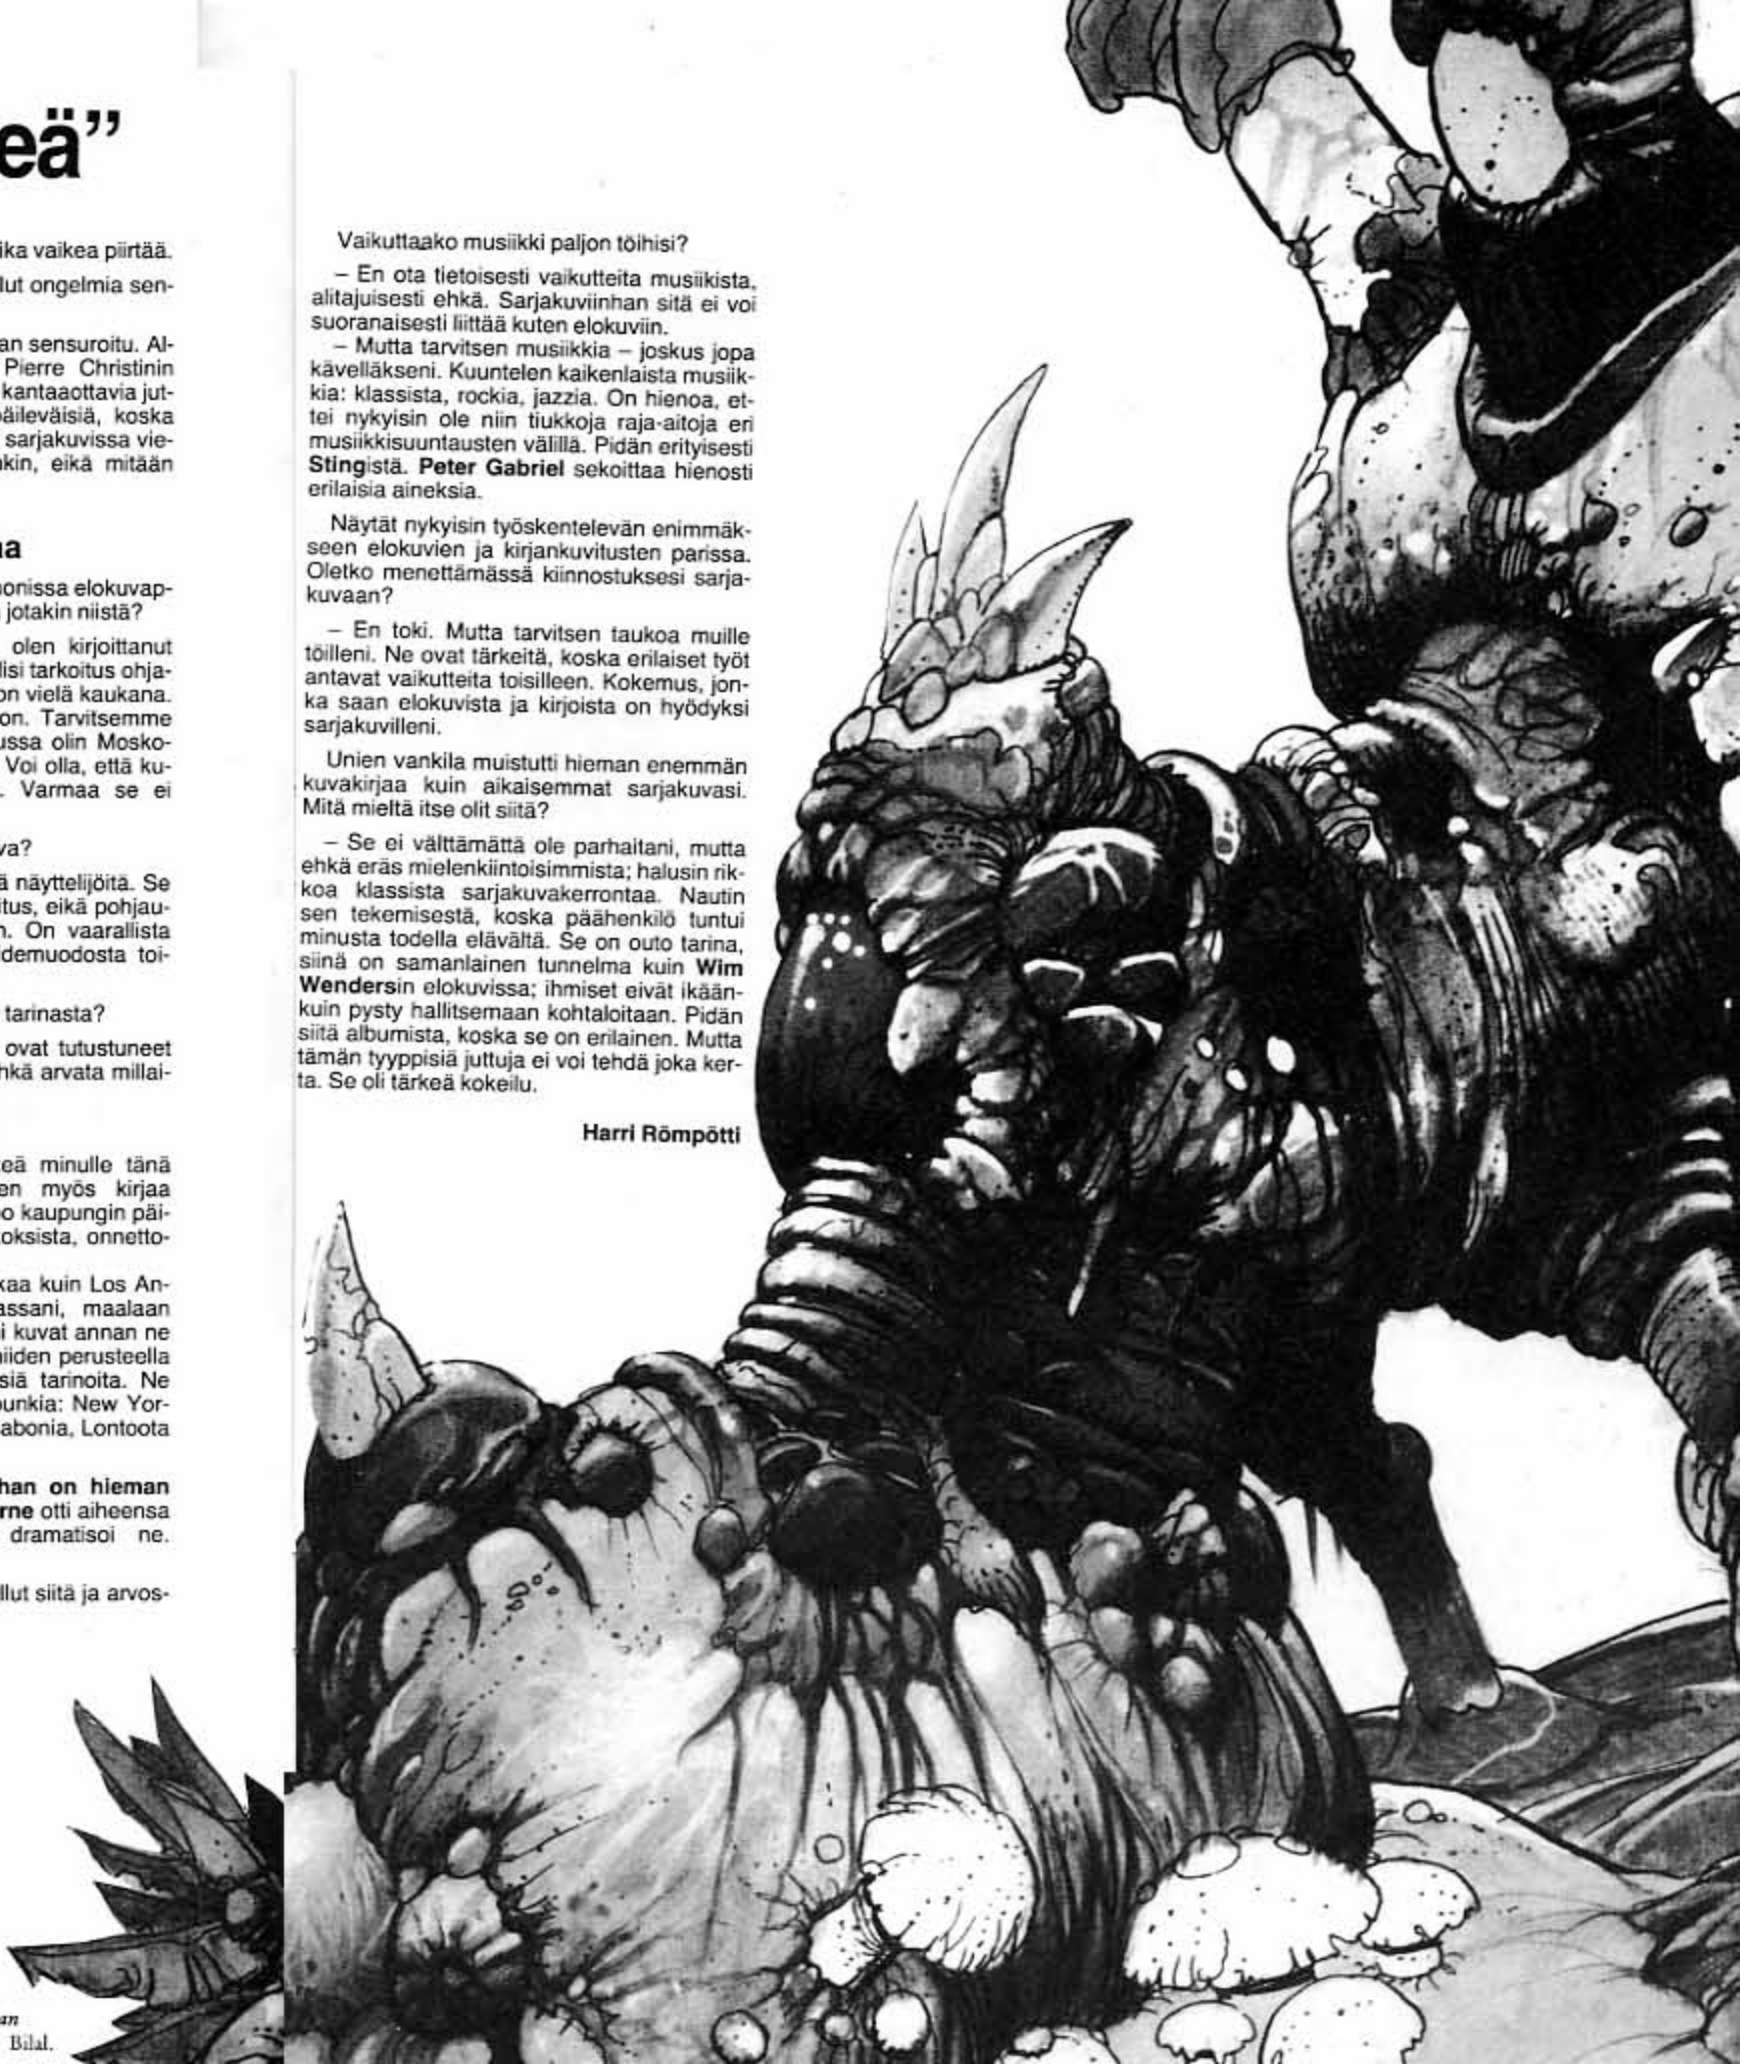 eä”
ika vaikea piirtää.
lut ongelmia sen-
an sensuroitu. Al-
Pierre Christinin
kantaaottavia jut-
päileväisiä, koska
sarjakuvissa vie-
kin, eikä mitään
onissa elokuvap-
jotakin niistä?
olen kirjoittanut
lisi tarkoitus ohja-
on vielä kaukana.
on. Tarvitsemme
ussa olin Mosko-
Voi olla, että ku-
. Varmaa se ei
va?
ä näyttelijöitä. Se
itus, eikä pohjau-
n. On vaarallista
demuodosta toi-
tarinasta?
ovat tutustuneet
hkä arvata millai-
eä minulle tänä
en myös kirjaa
o kaupungin päi-
oksista, onnetto-
kaa kuin Los An-
assani, maalaan
i kuvat annan ne
niiden perusteella
siä tarinoita. Ne
punkia: New Yor-
abonia, Lontoota
han on hieman
rne otti aiheensa
dramatisoi ne.
llut siitä ja arvos-
an
Bilal.
Vaikuttaako musiikki paljon töihisi?
– En ota tietoisesti vaikutteita musiikista,
alitajuisesti ehkä. Sarjakuviinhan sitä ei voi
suoranaisesti liittää kuten elokuviin.
– Mutta tarvitsen musiikkia – joskus jopa
kävelläkseni. Kuuntelen kaikenlaista musiik-
kia: klassista, rockia, jazzia. On hienoa, et-
tei nykyisin ole niin tiukkoja raja-aitoja eri
musiikkisuuntausten välillä. Pidän erityisesti
Stingistä. Peter Gabriel sekoittaa hienosti
erilaisia aineksia.
Näytät nykyisin työskentelevän enimmäk-
seen elokuvien ja kirjankuvitusten parissa.
Oletko menettämässä kiinnostuksesi sarja-
kuvaan?
– En toki. Mutta tarvitsen taukoa muille
töilleni. Ne ovat tärkeitä, koska erilaiset työt
antavat vaikutteita toisilleen. Kokemus, jon-
ka saan elokuvista ja kirjoista on hyödyksi
sarjakuvilleni.
Unien vankila muistutti hieman enemmän
kuvakirjaa kuin aikaisemmat sarjakuvasi.
Mitä mieltä itse olit siitä?
– Se ei välttämättä ole parhaitani, mutta
ehkä eräs mielenkiintoisimmista; halusin rik-
koa klassista sarjakuvakerrontaa. Nautin
sen tekemisestä, koska päähenkilö tuntui
minusta todella elävältä. Se on outo tarina,
siinä on samanlainen tunnelma kuin Wim
Wendersin elokuvissa; ihmiset eivät ikään-
kuin pysty hallitsemaan kohtaloitaan. Pidän
siitä albumista, koska se on erilainen. Mutta
tämän tyyppisiä juttuja ei voi tehdä joka ker-
ta. Se oli tärkeä kokeilu.
Harri Römpötti